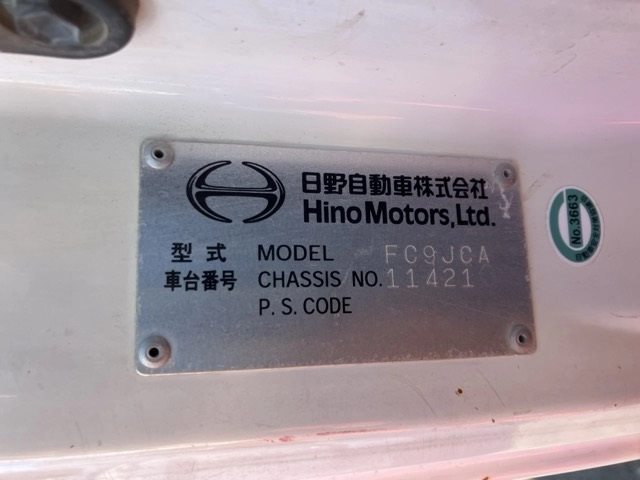 日野自動車株式会社
Hino Motors, Ltd.
型式 MODEL FC9JCA
車台番号 CHASSIS NO. 11421
P. S. CODE
No.3663